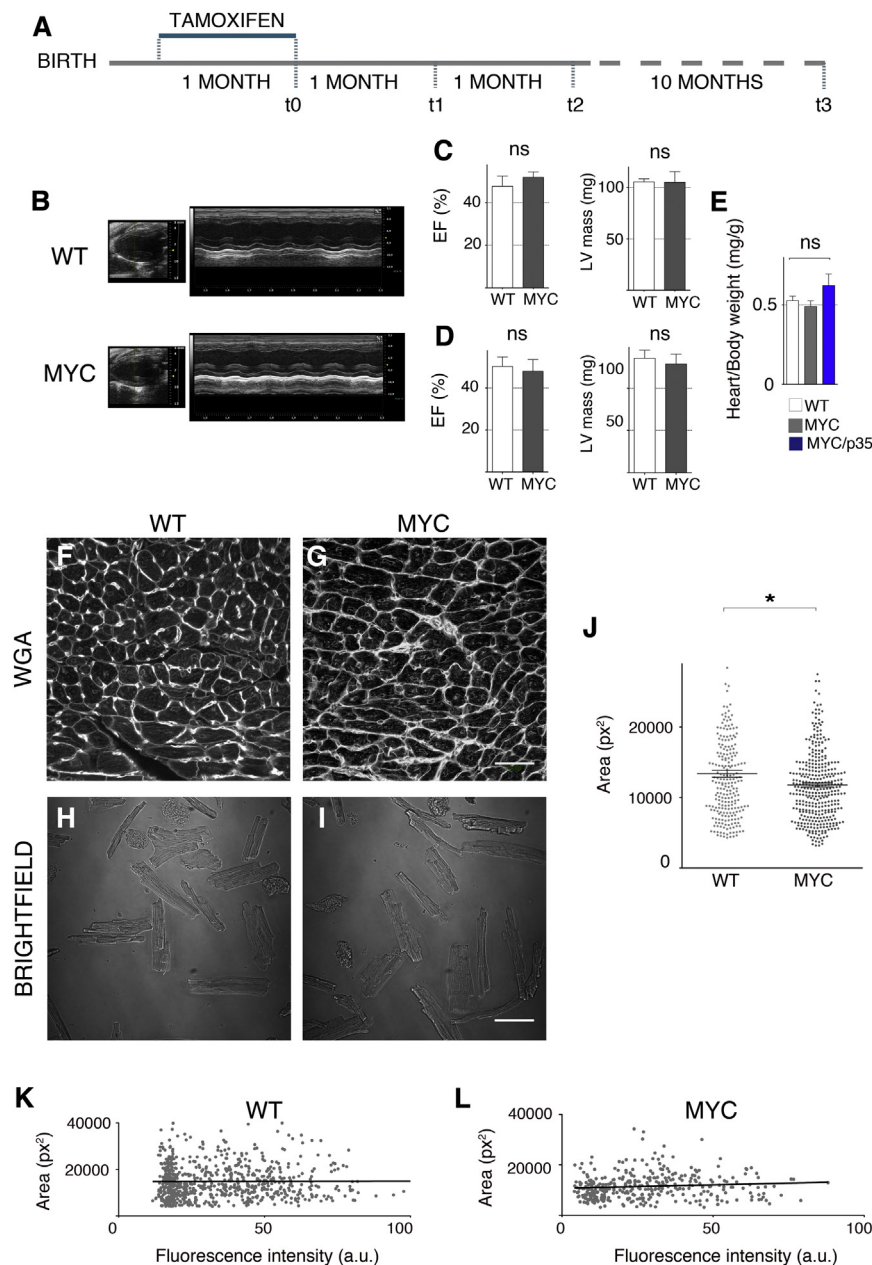 A
TAMOXIFEN
BIRTH
1 MONTH 1 MONTH 1 MONTH 10 MONTHS
t0 t1 t2 t3
B
WT
MYC
C
ns
EF (%)
40
20
WT MYC
ns
LV mass (mg)
100
50
WT MYC
D
ns
EF (%)
40
20
WT MYC
ns
LV mass (mg)
100
50
WT MYC
E
ns
Heart/Body weight (mg/g)
0.5
0
WT
MYC
MYC/p35
WT MYC
WGA
F G
BRIGHTFIELD
H I
J
*
Area (px²)
20000
10000
0
WT MYC
K
WT
Area (px²)
40000
20000
0 50 100
Fluorescence intensity (a.u.)
L
MYC
Area (px²)
40000
20000
0 50 100
Fluorescence intensity (a.u.)